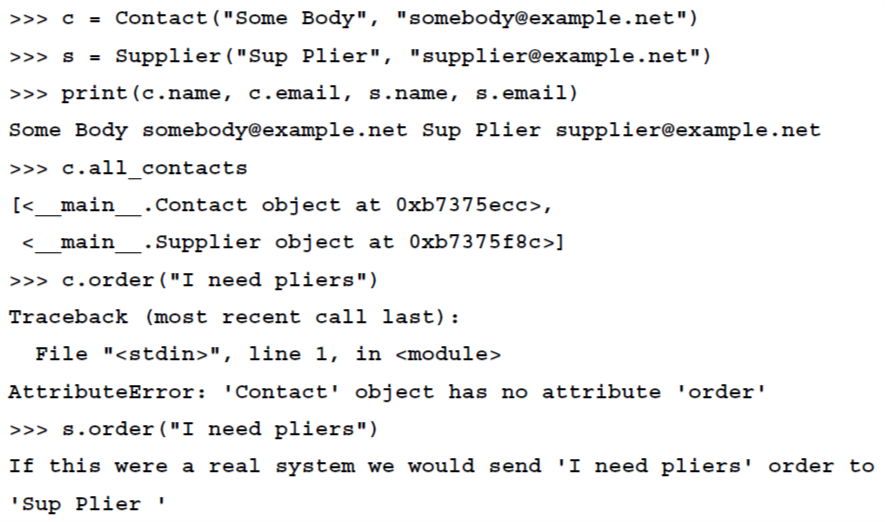 >>> c = Contact("Some Body", "somebody@example.net")
>>> s = Supplier("Sup Plier", "supplier@example.net")
>>> print(c.name, c.email, s.name, s.email)
Some Body somebody@example.net Sup Plier supplier@example.net
>>> c.all_contacts
[<__main__.Contact object at 0xb7375ecc>,
 <__main__.Supplier object at 0xb7375f8c>]
>>> c.order("I need pliers")
Traceback (most recent call last):
  File "<stdin>", line 1, in <module>
AttributeError: 'Contact' object has no attribute 'order'
>>> s.order("I need pliers")
If this were a real system we would send 'I need pliers' order to
'Sup Plier '